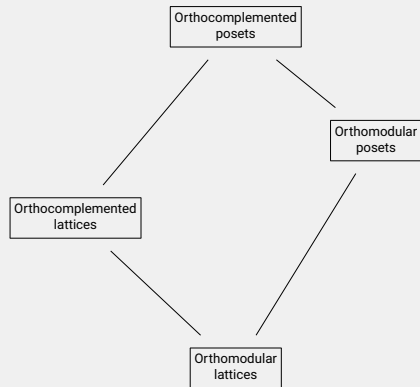 Orthocomplemented
posets
Orthomodular
posets
Orthocomplemented
lattices
Orthomodular
lattices